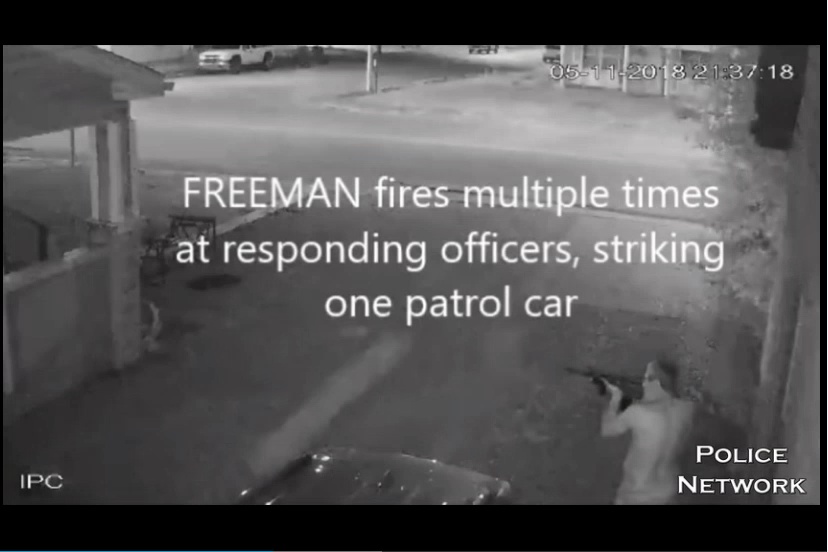 05-11-2018 21:37:18
FREEMAN fires multiple times
at responding officers, striking
one patrol car
IPC
POLICE
NETWORK